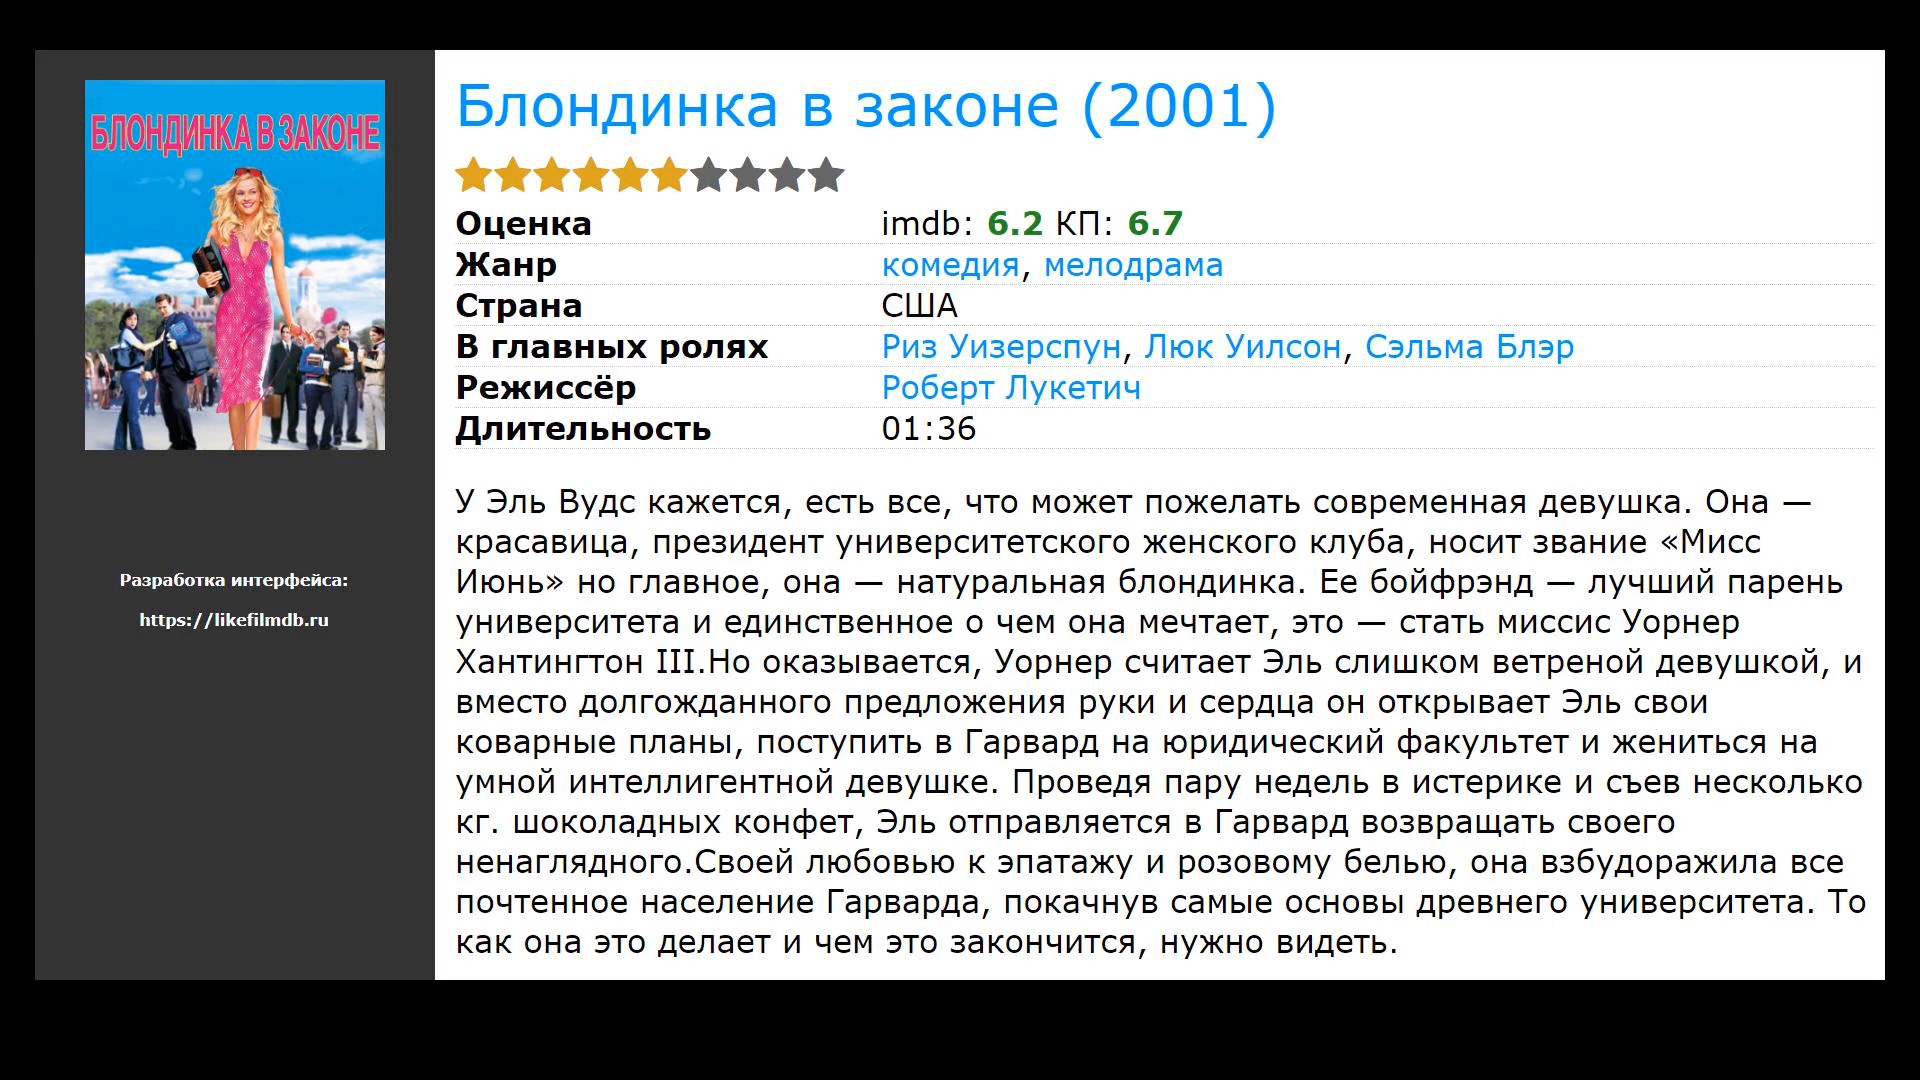 БЛОНДИНКА В ЗАКОНЕ
Разработка интерфейса:
https://likefilmdb.ru
Блондинка в законе (2001)
Оценка imdb: 6.2 КП: 6.7
Жанр комедия, мелодрама
Страна США
В главных ролях Риз Уизерспун, Люк Уилсон, Сэльма Блэр
Режиссёр Роберт Лукетич
Длительность 01:36
У Эль Вудс кажется, есть все, что может пожелать современная девушка. Она —
красавица, президент университетского женского клуба, носит звание «Мисс
Июнь» но главное, она — натуральная блондинка. Ее бойфрэнд — лучший парень
университета и единственное о чем она мечтает, это — стать миссис Уорнер
Хантингтон III.Но оказывается, Уорнер считает Эль слишком ветреной девушкой, и
вместо долгожданного предложения руки и сердца он открывает Эль свои
коварные планы, поступить в Гарвард на юридический факультет и жениться на
умной интеллигентной девушке. Проведя пару недель в истерике и съев несколько
кг. шоколадных конфет, Эль отправляется в Гарвард возвращать своего
ненаглядного.Своей любовью к эпатажу и розовому белью, она взбудоражила все
почтенное население Гарварда, покачнув самые основы древнего университета. То
как она это делает и чем это закончится, нужно видеть.